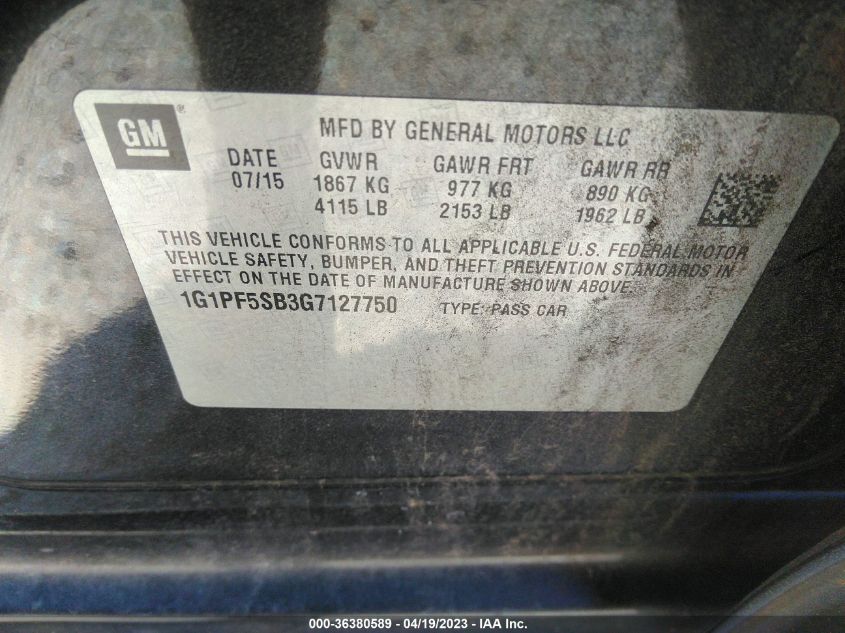 GM ®
MFD BY GENERAL MOTORS LLC
DATE GVWR GAWR FRT GAWR RR
07/15 1867 KG 977 KG 890 KG
4115 LB 2153 LB 1962 LB
THIS VEHICLE CONFORMS TO ALL APPLICABLE U.S. FEDERAL MOTOR
VEHICLE SAFETY, BUMPER, AND THEFT PREVENTION STANDARDS IN
EFFECT ON THE DATE OF MANUFACTURE SHOWN ABOVE.
1G1PF5SB3G7127750 TYPE: PASS CAR
000-36380589 - 04/19/2023 - IAA Inc.